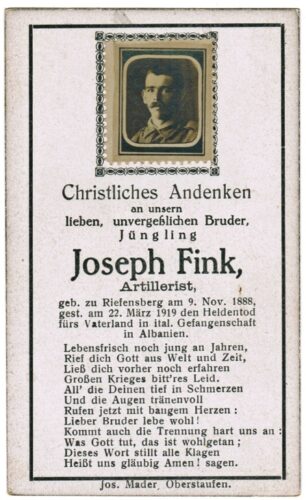 Christliches Andenken
an unsern
lieben, unvergeßlichen Bruder,
Jüngling
Joseph Fink,
Artillerist,
geb. zu Riefensberg am 9. Nov. 1888,
gest. am 22. März 1919 den Heldentod
fürs Vaterland in ital. Gefangenschaft
in Albanien.
Lebensfrisch noch jung an Jahren,
Rief dich Gott aus Welt und Zeit,
Ließ dich vorher noch erfahren
Großen Krieges bitt'res Leid.
All' die Deinen tief in Schmerzen
Und die Augen tränenvoll
Rufen jetzt mit bangem Herzen:
Lieber Bruder lebe wohl!
Kommt auch die Trennung hart uns an:
Was Gott tut, das ist wohlgetan;
Dieses Wort stillt alle Klagen
Heißt uns gläubig Amen! sagen.
Jos. Mader, Oberstaufen.